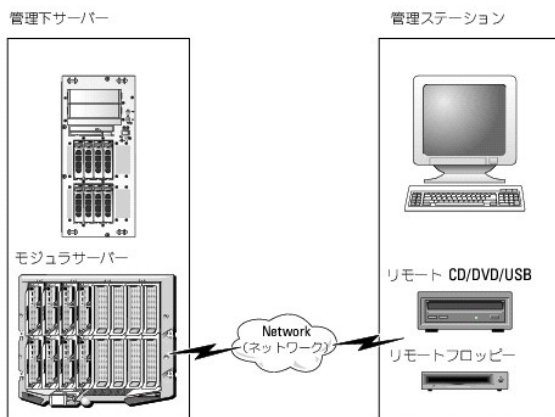 管理下サーバー
管理ステーション
モジュラサーバー
リモート CD/DVD/USB
Network
(ネットワーク)
リモートフロッピー